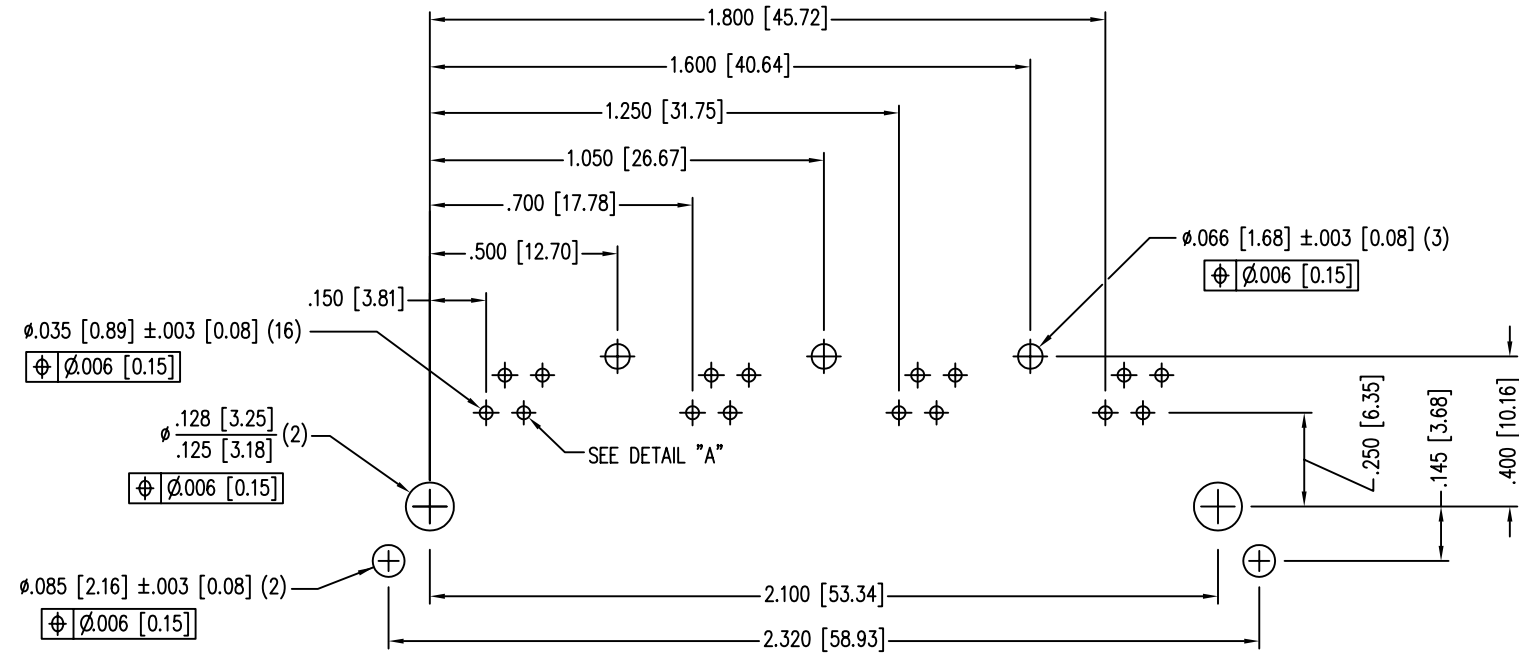 1.800 [45.72]
1.600 [40.64]
1.250 [31.75]
1.050 [26.67]
.700 [17.78]
.500 [12.70]
.150 [3.81]
⌀.066 [1.68] ±.003 [0.08] (3)
⌖ ⌀.006 [0.15]
⌀.035 [0.89] ±.003 [0.08] (16)
⌖ ⌀.006 [0.15]
⌀ .128 [3.25]
.125 [3.18] (2)
⌖ ⌀.006 [0.15]
SEE DETAIL "A"
.250 [6.35]
.145 [3.68]
.400 [10.16]
⌀.085 [2.16] ±.003 [0.08] (2)
⌖ ⌀.006 [0.15]
2.100 [53.34]
2.320 [58.93]